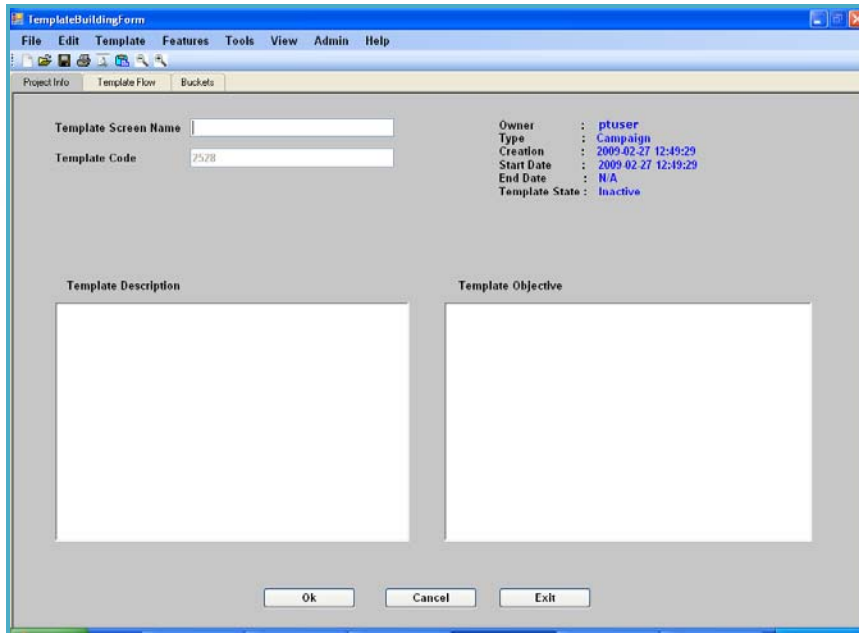 TemplateBuildingForm
File Edit Template Features Tools View Admin Help
Project Info Template Flow Buckets
Template Screen Name
Template Code 2528
Owner : ptuser
Type : Campaign
Creation : 2009-02-27 12:49:29
Start Date : 2009-02-27 12:49:29
End Date : N/A
Template State : Inactive
Template Description Template Objective
Ok Cancel Exit